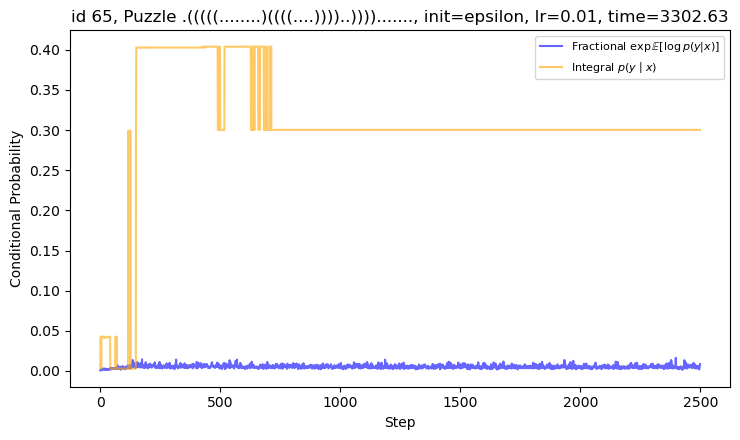 id 65, Puzzle .(((((........)((((....))))..))))......., init=epsilon, lr=0.01, time=3302.63
Fractional exp𝔼[log p(y|x)]
Integral p(y | x)
Conditional Probability
0.40
0.35
0.30
0.25
0.20
0.15
0.10
0.05
0.00
0 500 1000 1500 2000 2500
Step